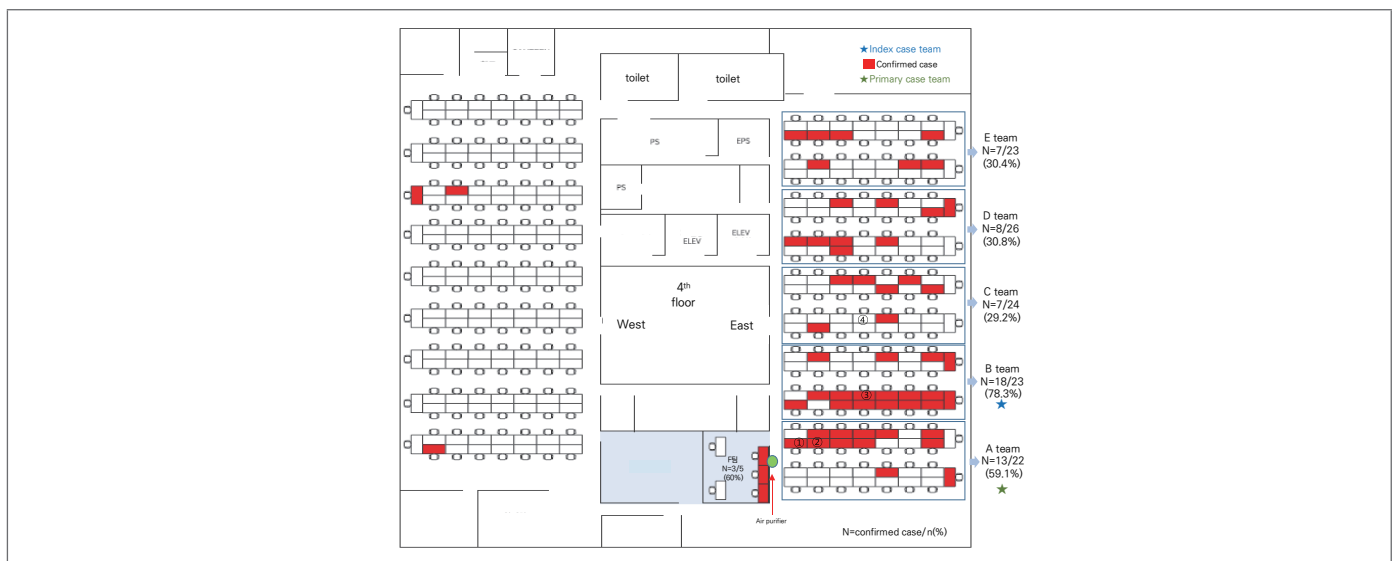 ★Index case team
Confirmed case
★Primary case team
toilet
toilet
PS
EPS
PS
ELEV
ELEV
4th
floor
West
East
E team
N=7/23
(30.4%)
D team
N=8/26
(30.8%)
C team
N=7/24
(29.2%)
④
B team
N=18/23
(78.3%)
★
③
①
②
A team
N=13/22
(59.1%)
★
F팀
N=3/5
(60%)
Air purifier
N=confirmed case/n(%)